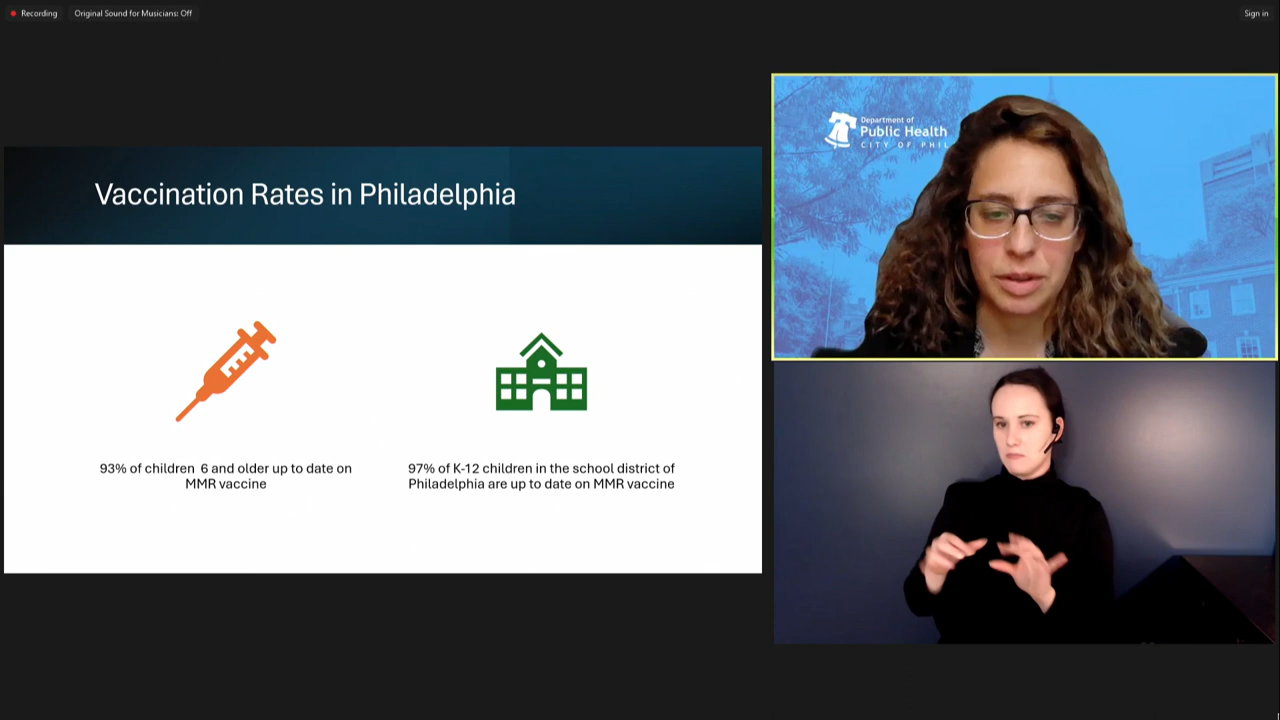 Recording
Original Sound for Musicians: Off
Sign in
Vaccination Rates in Philadelphia
93% of children 6 and older up to date on
MMR vaccine
97% of K-12 children in the school district of
Philadelphia are up to date on MMR vaccine
Department of
Public Health
CITY OF PHIL